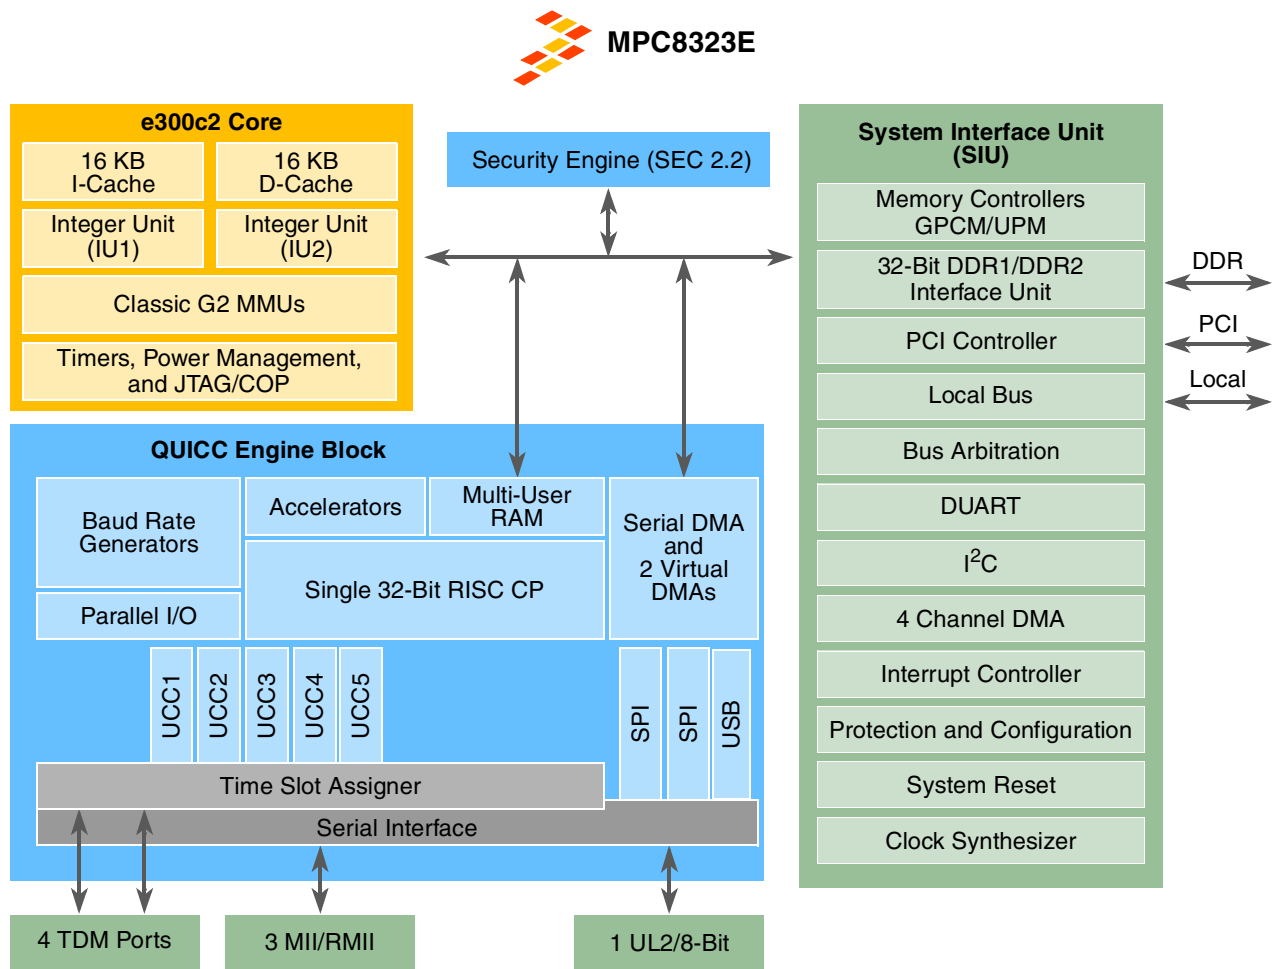 MPC8323E
e300c2 Core
16 KB
I-Cache
16 KB
D-Cache
Integer Unit
(IU1)
Integer Unit
(IU2)
Classic G2 MMUs
Timers, Power Management,
and JTAG/COP
Security Engine (SEC 2.2)
System Interface Unit
(SIU)
Memory Controllers
GPCM/UPM
32-Bit DDR1/DDR2
Interface Unit
PCI Controller
Local Bus
Bus Arbitration
DUART
I²C
4 Channel DMA
Interrupt Controller
Protection and Configuration
System Reset
Clock Synthesizer
DDR
PCI
Local
QUICC Engine Block
Baud Rate
Generators
Parallel I/O
Accelerators
Multi-User
RAM
Single 32-Bit RISC CP
Serial DMA
and
2 Virtual
DMAs
UCC1
UCC2
UCC3
UCC4
UCC5
SPI
SPI
USB
Time Slot Assigner
Serial Interface
4 TDM Ports
3 MII/RMII
1 UL2/8-Bit